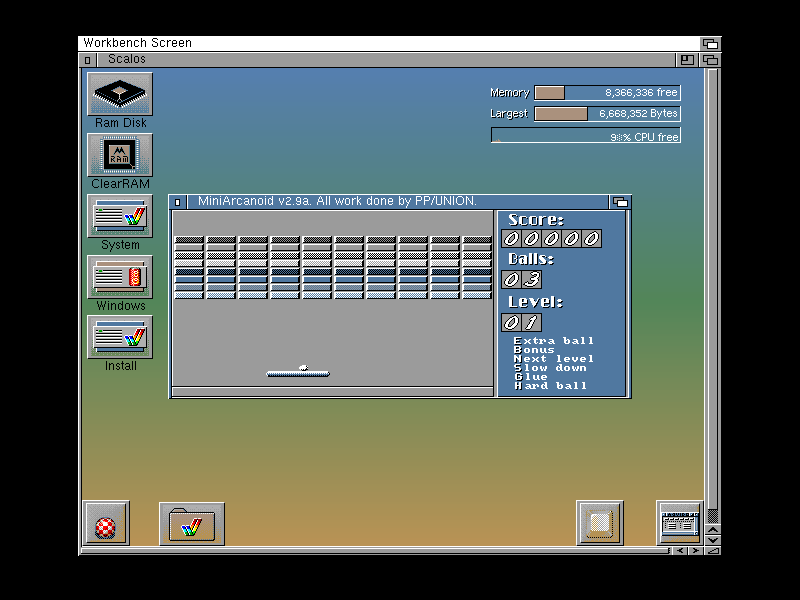 Workbench Screen
Scalos
Memory 8,366,336 free
Largest 6,668,352 Bytes
98% CPU free
Ram Disk
RAM
ClearRAM
System
Windows
Install
MiniArcanoid v2.9a. All work done by PP/UNION.
Score:
00000
Balls:
03
Level:
01
Extra ball
Bonus
Next level
Slow down
Glue
Hard ball